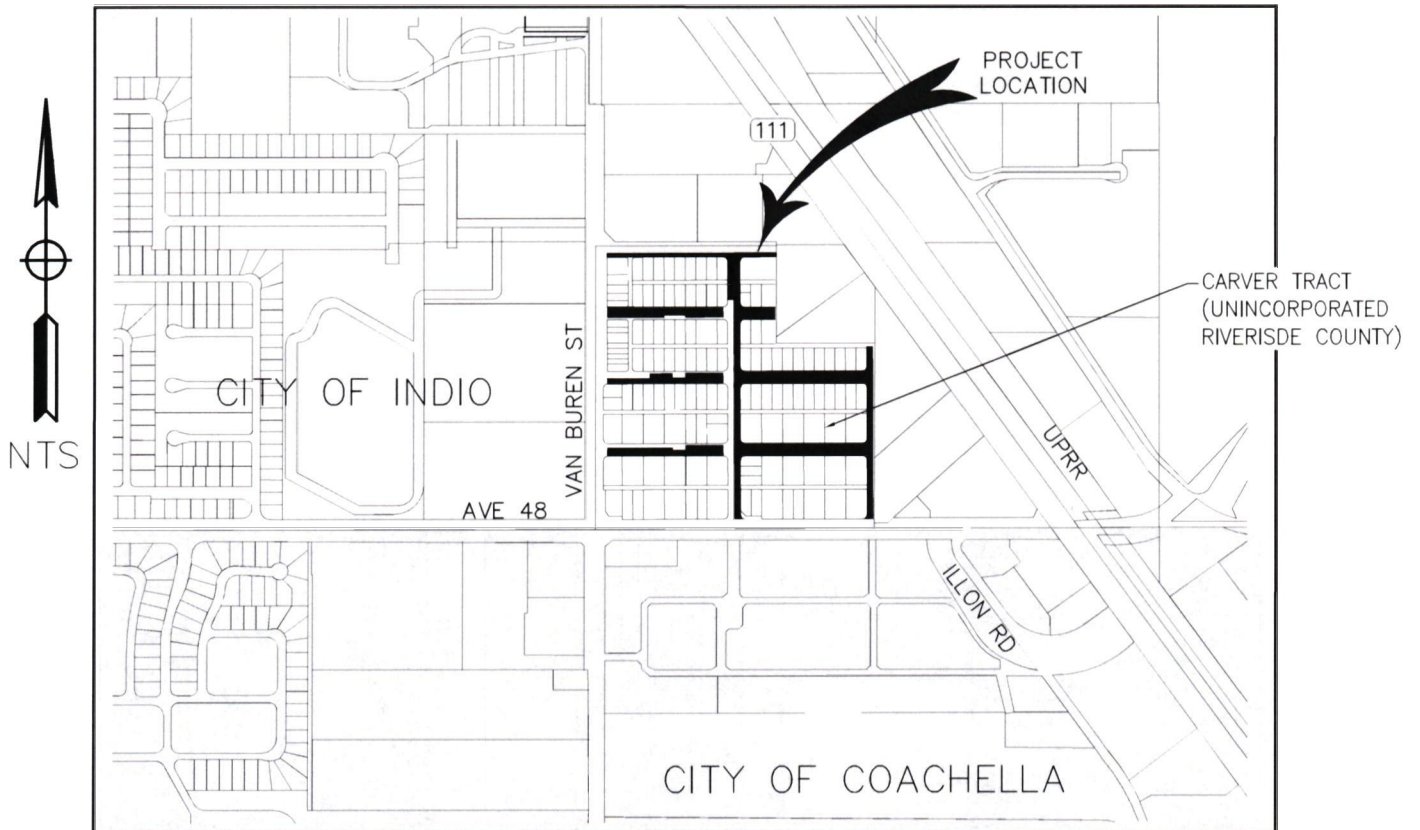 PROJECT
LOCATION
111
CARVER TRACT
(UNINCORPORATED
RIVERISDE COUNTY)
CITY OF INDIO
VAN BUREN ST
UPRR
NTS
AVE 48
ILLON RD
CITY OF COACHELLA